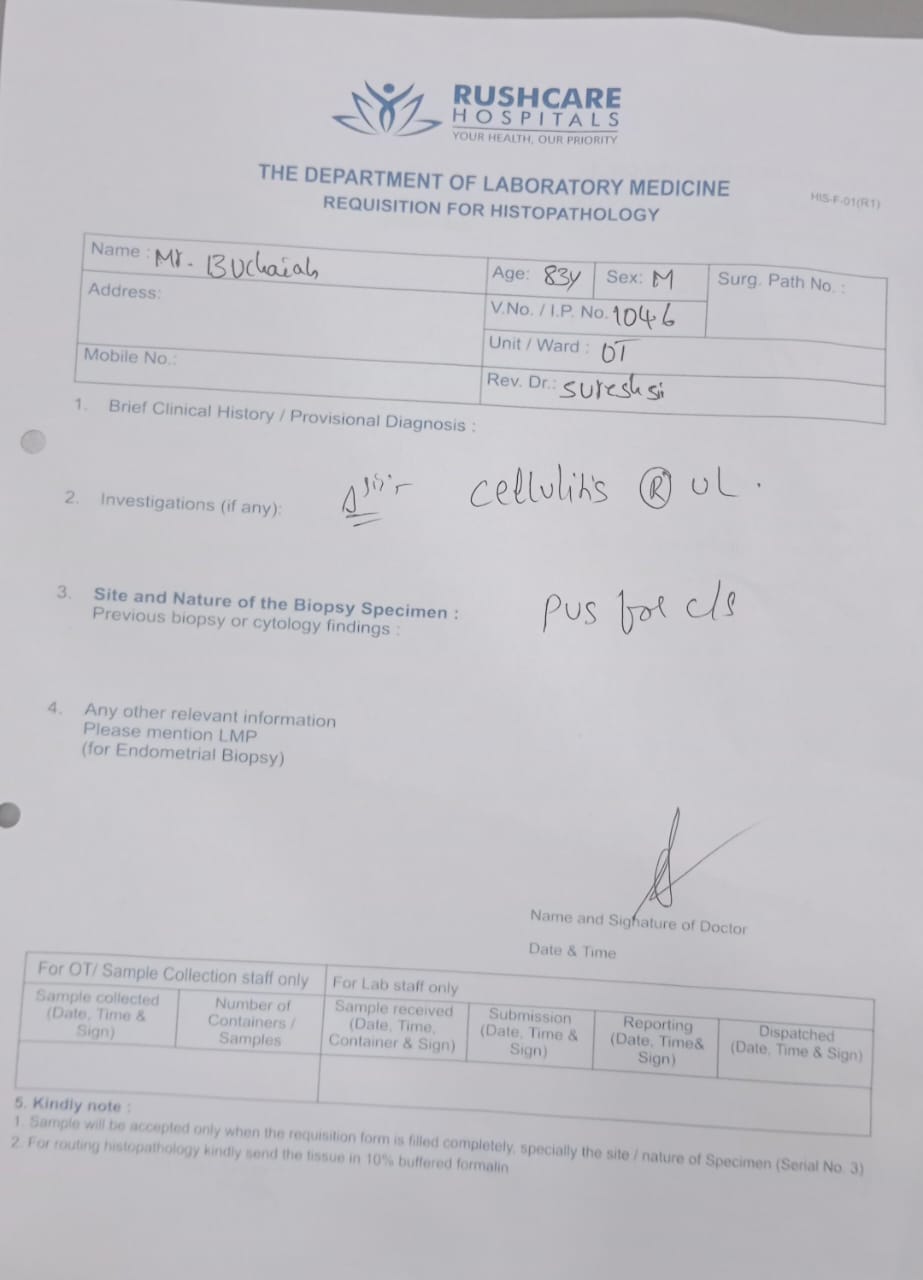 RUSHCARE
HOSPITALS
YOUR HEALTH, OUR PRIORITY
THE DEPARTMENT OF LABORATORY MEDICINE
HIS-F-01(R1)
REQUISITION FOR HISTOPATHOLOGY
Name : Mr. Buchaiah
Age: 83y
Sex: M
Surg. Path No. :
Address:
V.No. / I.P. No. 1046
Unit / Ward : OT
Mobile No.:
Rev. Dr.: Suresh si
1. Brief Clinical History / Provisional Diagnosis :
2. Investigations (if any): cellulitis Ⓡ UL.
3. Site and Nature of the Biopsy Specimen : pus for c/s
Previous biopsy or cytology findings :
4. Any other relevant information
Please mention LMP
(for Endometrial Biopsy)
Name and Signature of Doctor
Date & Time
For OT/ Sample Collection staff only
For Lab staff only
Sample collected
(Date, Time &
Sign)
Number of
Containers /
Samples
Sample received
(Date, Time,
Container & Sign)
Submission
(Date, Time &
Sign)
Reporting
(Date, Time&
Sign)
Dispatched
(Date, Time & Sign)
5. Kindly note :
1. Sample will be accepted only when the requisition form is filled completely, specially the site / nature of Specimen (Serial No. 3)
2. For routing histopathology kindly send the tissue in 10% buffered formalin